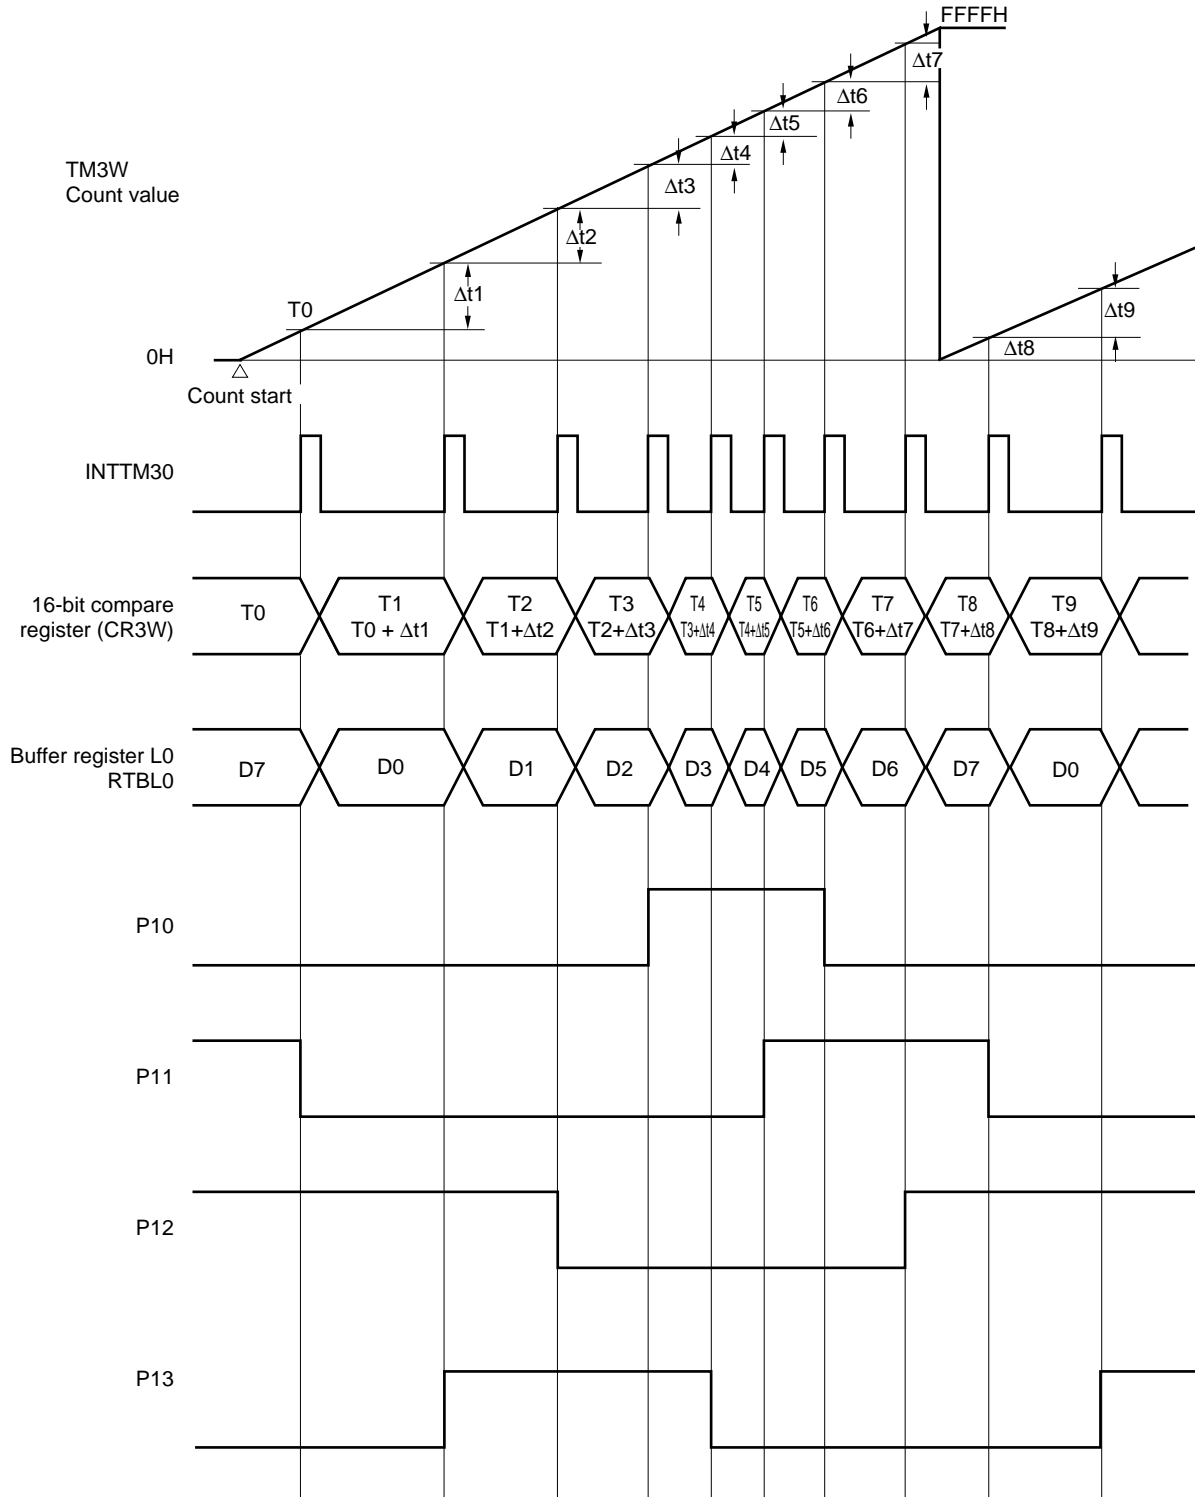 FFFFH
Δt7
Δt6
Δt5
Δt4
Δt3
Δt2
Δt1
TM3W
Count value
T0
Δt9
Δt8
0H
Count start
INTTM30
16-bit compare
register (CR3W)
T0
T1
T0 + Δt1
T2
T1+Δt2
T3
T2+Δt3
T4
T3+Δt4
T5
T4+Δt5
T6
T5+Δt6
T7
T6+Δt7
T8
T7+Δt8
T9
T8+Δt9
Buffer register L0
RTBL0
D7 D0 D1 D2 D3 D4 D5 D6 D7 D0
P10
P11
P12
P13